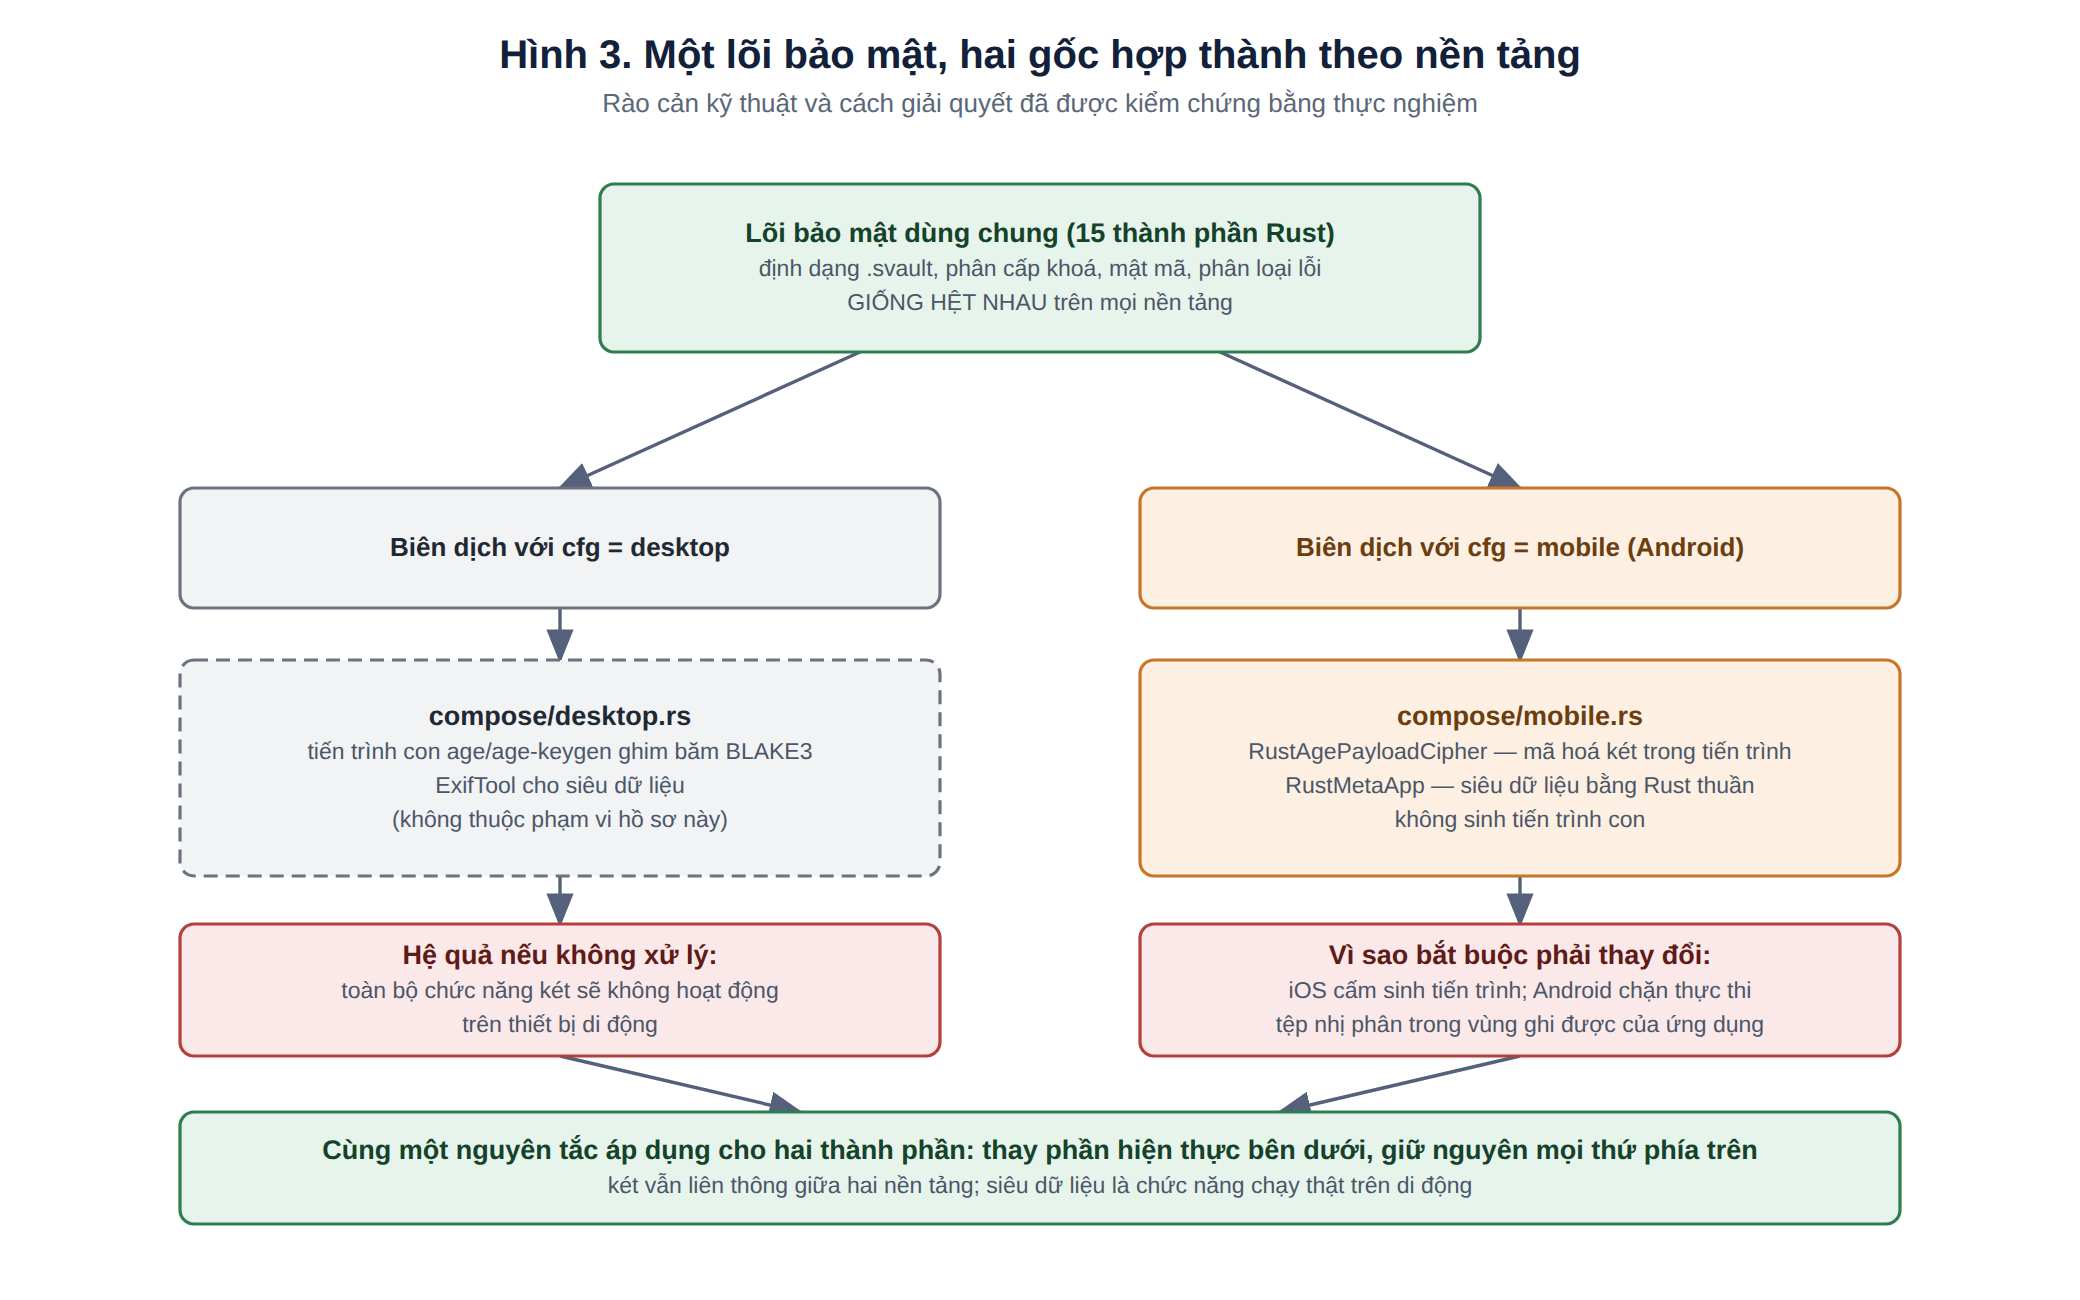 Hình 3. Một lõi bảo mật, hai gốc hợp thành theo nền tảng
Rào cản kỹ thuật và cách giải quyết đã được kiểm chứng bằng thực nghiệm
Lõi bảo mật dùng chung (15 thành phần Rust)
định dạng .svault, phân cấp khoá, mật mã, phân loại lỗi
GIỐNG HỆT NHAU trên mọi nền tảng
Biên dịch với cfg = desktop
Biên dịch với cfg = mobile (Android)
compose/desktop.rs
tiến trình con age/age-keygen ghim băm BLAKE3
ExifTool cho siêu dữ liệu
(không thuộc phạm vi hồ sơ này)
compose/mobile.rs
RustAgePayloadCipher — mã hoá két trong tiến trình
RustMetaApp — siêu dữ liệu bằng Rust thuần
không sinh tiến trình con
Hệ quả nếu không xử lý:
toàn bộ chức năng két sẽ không hoạt động
trên thiết bị di động
Vì sao bắt buộc phải thay đổi:
iOS cấm sinh tiến trình; Android chặn thực thi
tệp nhị phân trong vùng ghi được của ứng dụng
Cùng một nguyên tắc áp dụng cho hai thành phần: thay phần hiện thực bên dưới, giữ nguyên mọi thứ phía trên
két vẫn liên thông giữa hai nền tảng; siêu dữ liệu là chức năng chạy thật trên di động